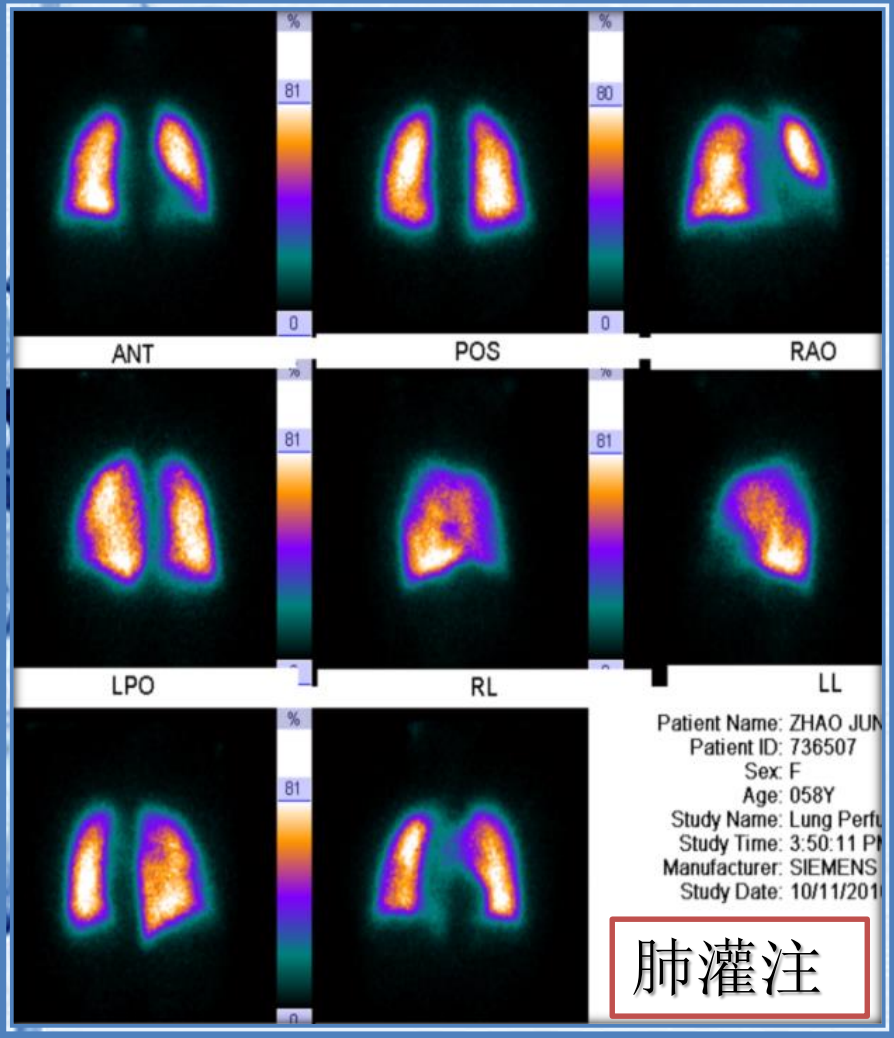 % %
81 80
0 0
ANT POS RAO
% %
81 81
LPO RL LL
%
81
0
Patient Name: ZHAO JUN
Patient ID: 736507
Sex: F
Age: 058Y
Study Name: Lung Perfu
Study Time: 3:50:11 P
Manufacturer: SIEMENS
Study Date: 10/11/201
肺灌注